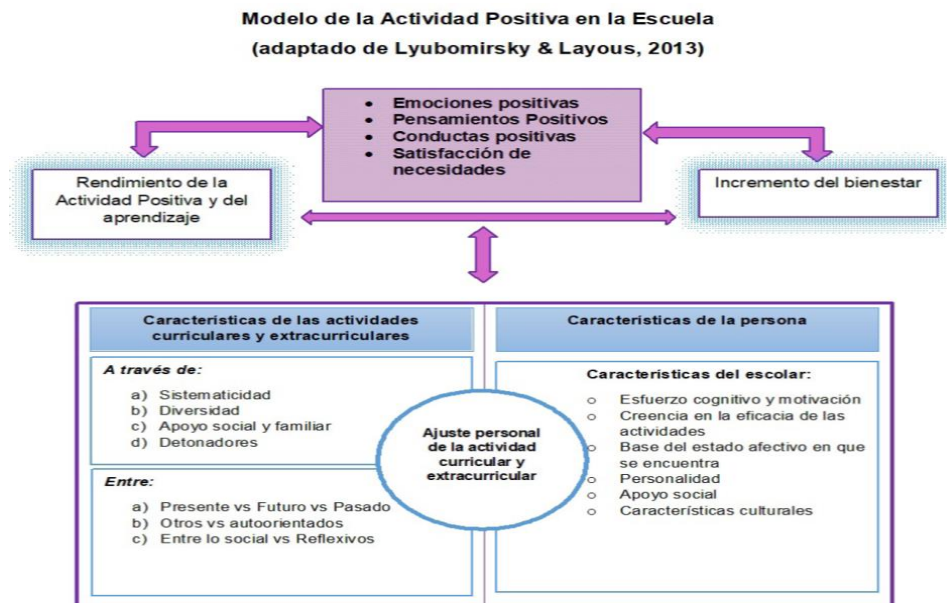 Modelo de la Actividad Positiva en la Escuela
(adaptado de Lyubomirsky & Layous, 2013)
• Emociones positivas
• Pensamientos Positivos
• Conductas positivas
• Satisfacción de
necesidades
Rendimiento de la
Actividad Positiva y del
aprendizaje
Incremento del bienestar
Características de las actividades
curriculares y extracurriculares
A través de:
a) Sistematicidad
b) Diversidad
c) Apoyo social y familiar
d) Detonadores
Entre:
a) Presente vs Futuro vs Pasado
b) Otros vs autoorientados
c) Entre lo social vs Reflexivos
Ajuste personal
de la actividad
curricular y
extracurricular
Características de la persona
Características del escolar:
o Esfuerzo cognitivo y motivación
o Creencia en la eficacia de las
actividades
o Base del estado afectivo en que
se encuentra
o Personalidad
o Apoyo social
o Características culturales